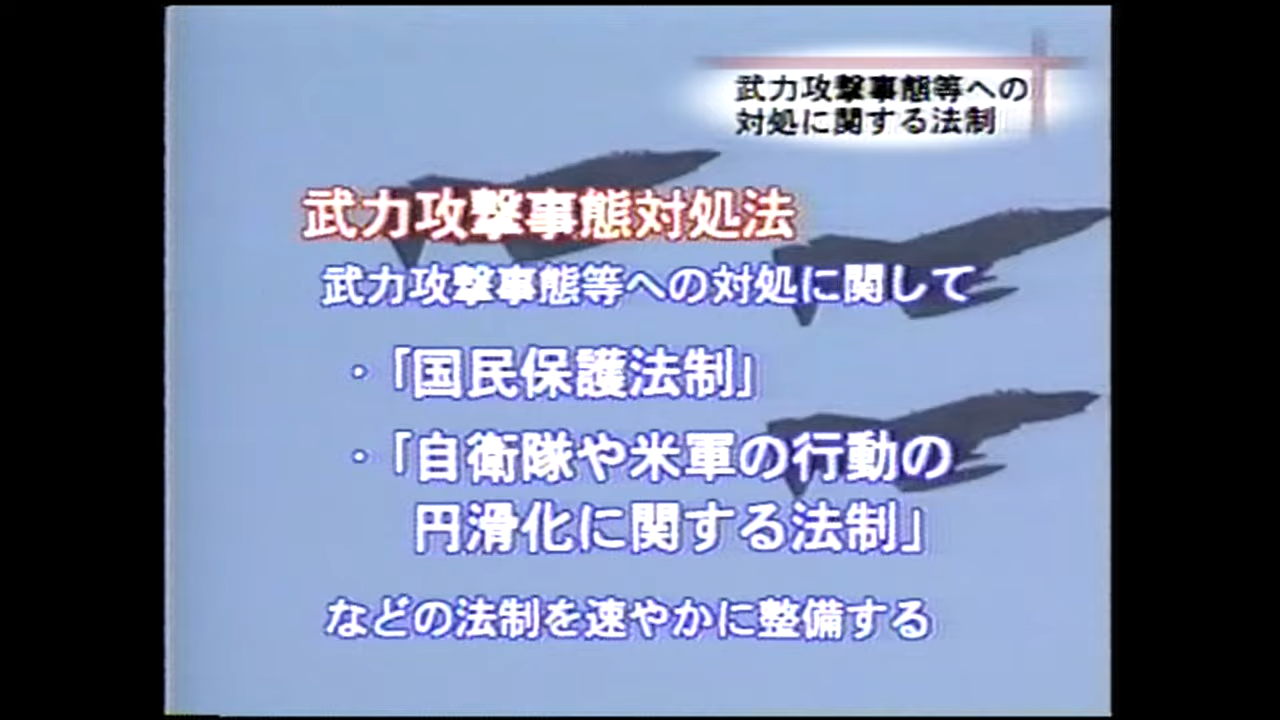 武力攻撃事態等への
対処に関する法制
武力攻撃事態対処法
武力攻撃事態等への対処に関して
・「国民保護法制」
・「自衛隊や米軍の行動の
円滑化に関する法制」
などの法制を速やかに整備する